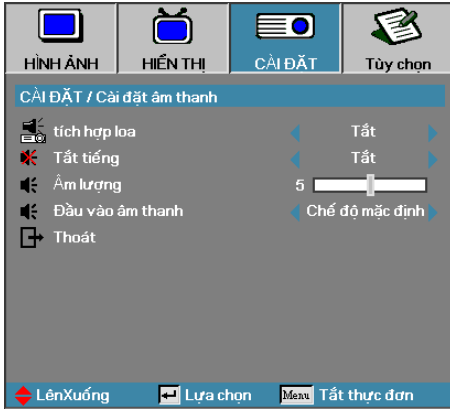 HÌNH ẢNH HIỂN THỊ CÀI ĐẶT Tùy chọn
CÀI ĐẶT / Cài đặt âm thanh
tích hợp loa Tắt
Tắt tiếng Tắt
Âm lượng 5
Đầu vào âm thanh Chế độ mặc định
Thoát
LênXuống Lựa chọn Menu Tắt thực đơn